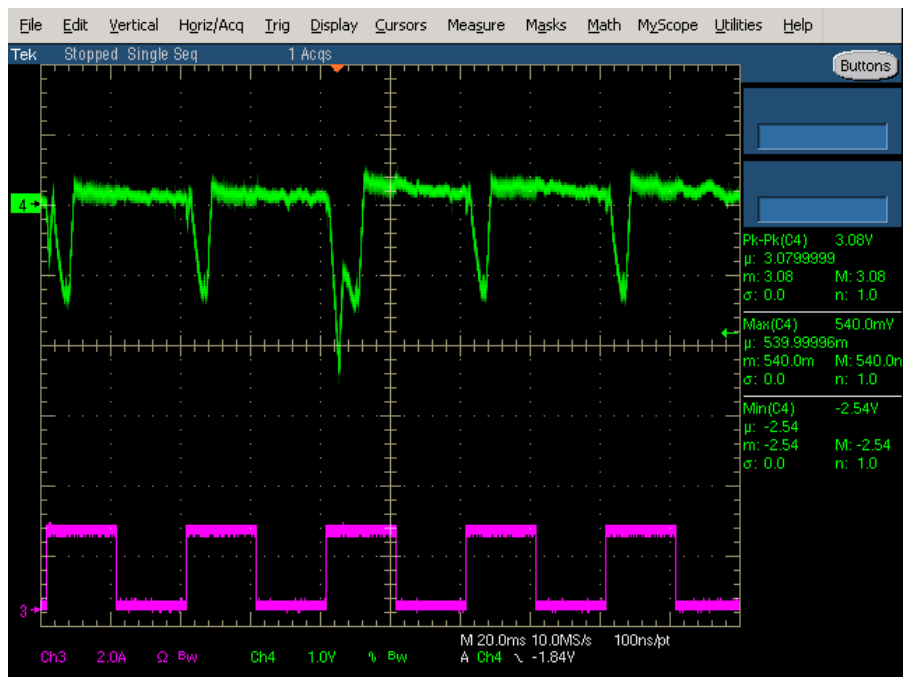 File Edit Vertical Horiz/Acq Trig Display Cursors Measure Masks Math MyScope Utilities Help
Tek Stopped Single Seq 1 Acqs
Buttons
4
Pk-Pk(C4) 3.08V
µ: 3.0799999
m: 3.08 M: 3.08
σ: 0.0 n: 1.0
Max(C4) 540.0mV
µ: 539.99996m
m: 540.0m M: 540.0m
σ: 0.0 n: 1.0
Min(C4) -2.54V
µ: -2.54
m: -2.54 M: -2.54
σ: 0.0 n: 1.0
3
M 20.0ms 10.0MS/s 100ns/pt
Ch3 2.0A Ω Bw Ch4 1.0V Bw A Ch4 -1.84V